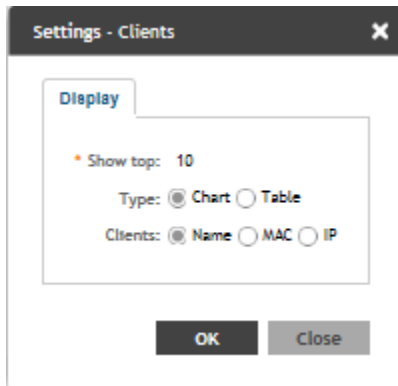 Settings - Clients
Display
* Show top: 10
Type: Chart Table
Clients: Name MAC IP
OK Close